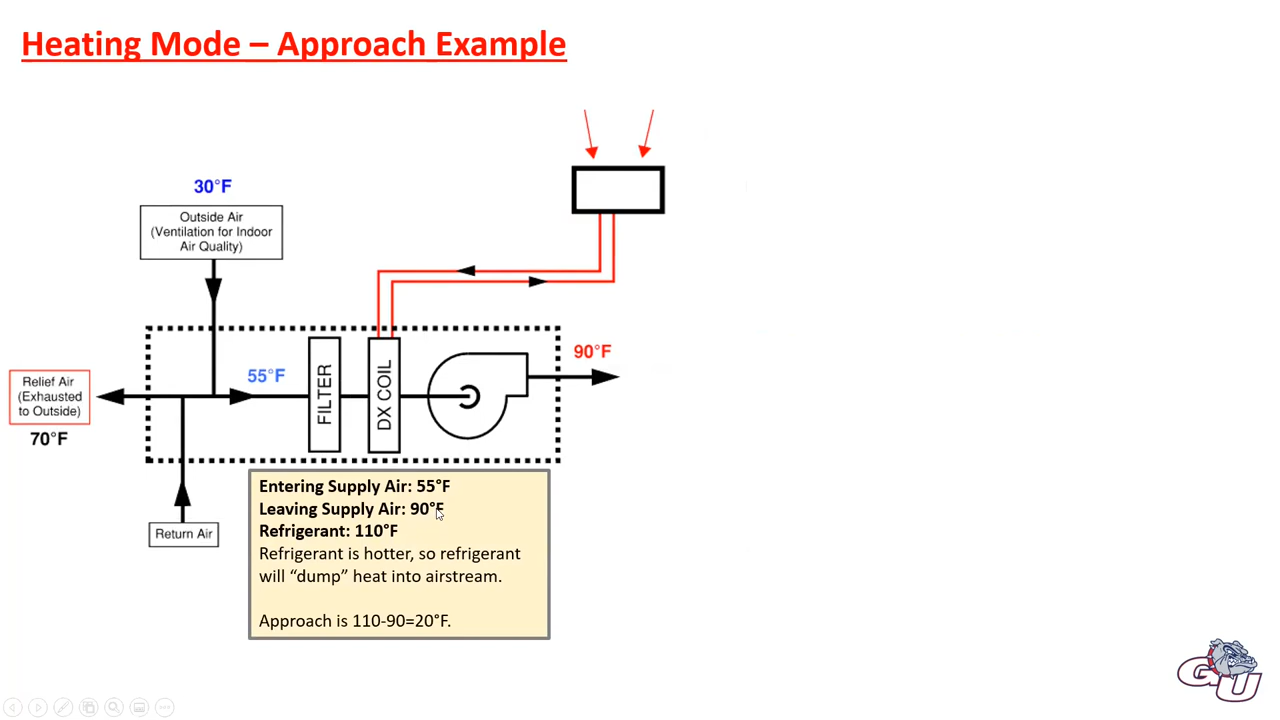 Heating Mode – Approach Example
30°F
Outside Air
(Ventilation for Indoor
Air Quality)
90°F
55°F
Relief Air
(Exhausted
to Outside)
70°F
FILTER
DX COIL
Return Air
Entering Supply Air: 55°F
Leaving Supply Air: 90°F
Refrigerant: 110°F
Refrigerant is hotter, so refrigerant
will “dump” heat into airstream.
Approach is 110-90=20°F.
GU